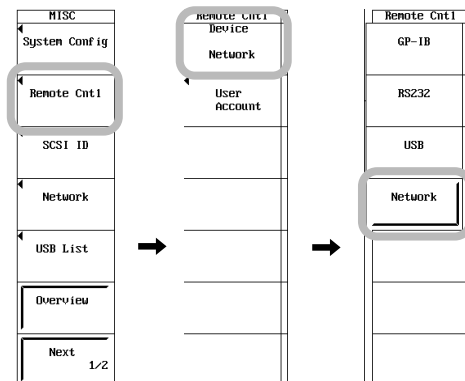 MISC
System Config
Remote Cntl
SCSI ID
Network
USB List
Overview
Next
1/2
Remote Cntl
Device
Network
User
Account
Remote Cntl
GP-IB
RS232
USB
Network